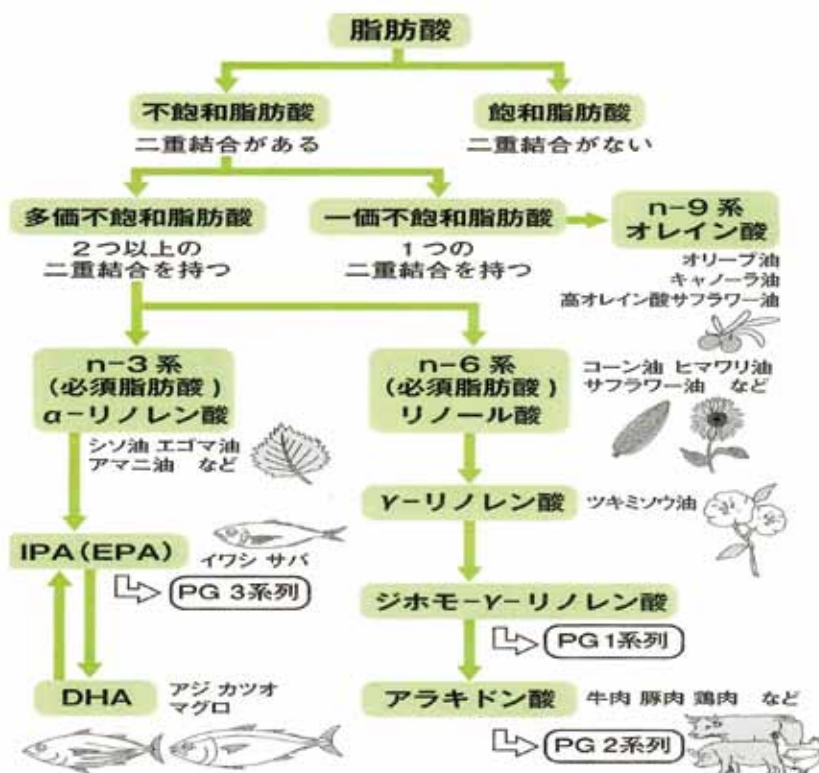 脂肪酸
不飽和脂肪酸
二重結合がある
飽和脂肪酸
二重結合がない
多価不飽和脂肪酸
2つ以上の
二重結合を持つ
一価不飽和脂肪酸
1つの
二重結合を持つ
n-9系
オレイン酸
オリーブ油
キャノーラ油
高オレイン酸サフラワー油
n-3系
(必須脂肪酸)
α-リノレン酸
シソ油 エゴマ油
アマニ油 など
n-6系
(必須脂肪酸)
リノール酸
コーン油 ヒマワリ油
サフラワー油 など
γ-リノレン酸
ツキミソウ油
IPA(EPA)
イワシ サバ
PG 3系列
ジホモ-γ-リノレン酸
PG 1系列
DHA
アジ カツオ
マグロ
アラキドン酸
牛肉 豚肉 鶏肉 など
PG 2系列